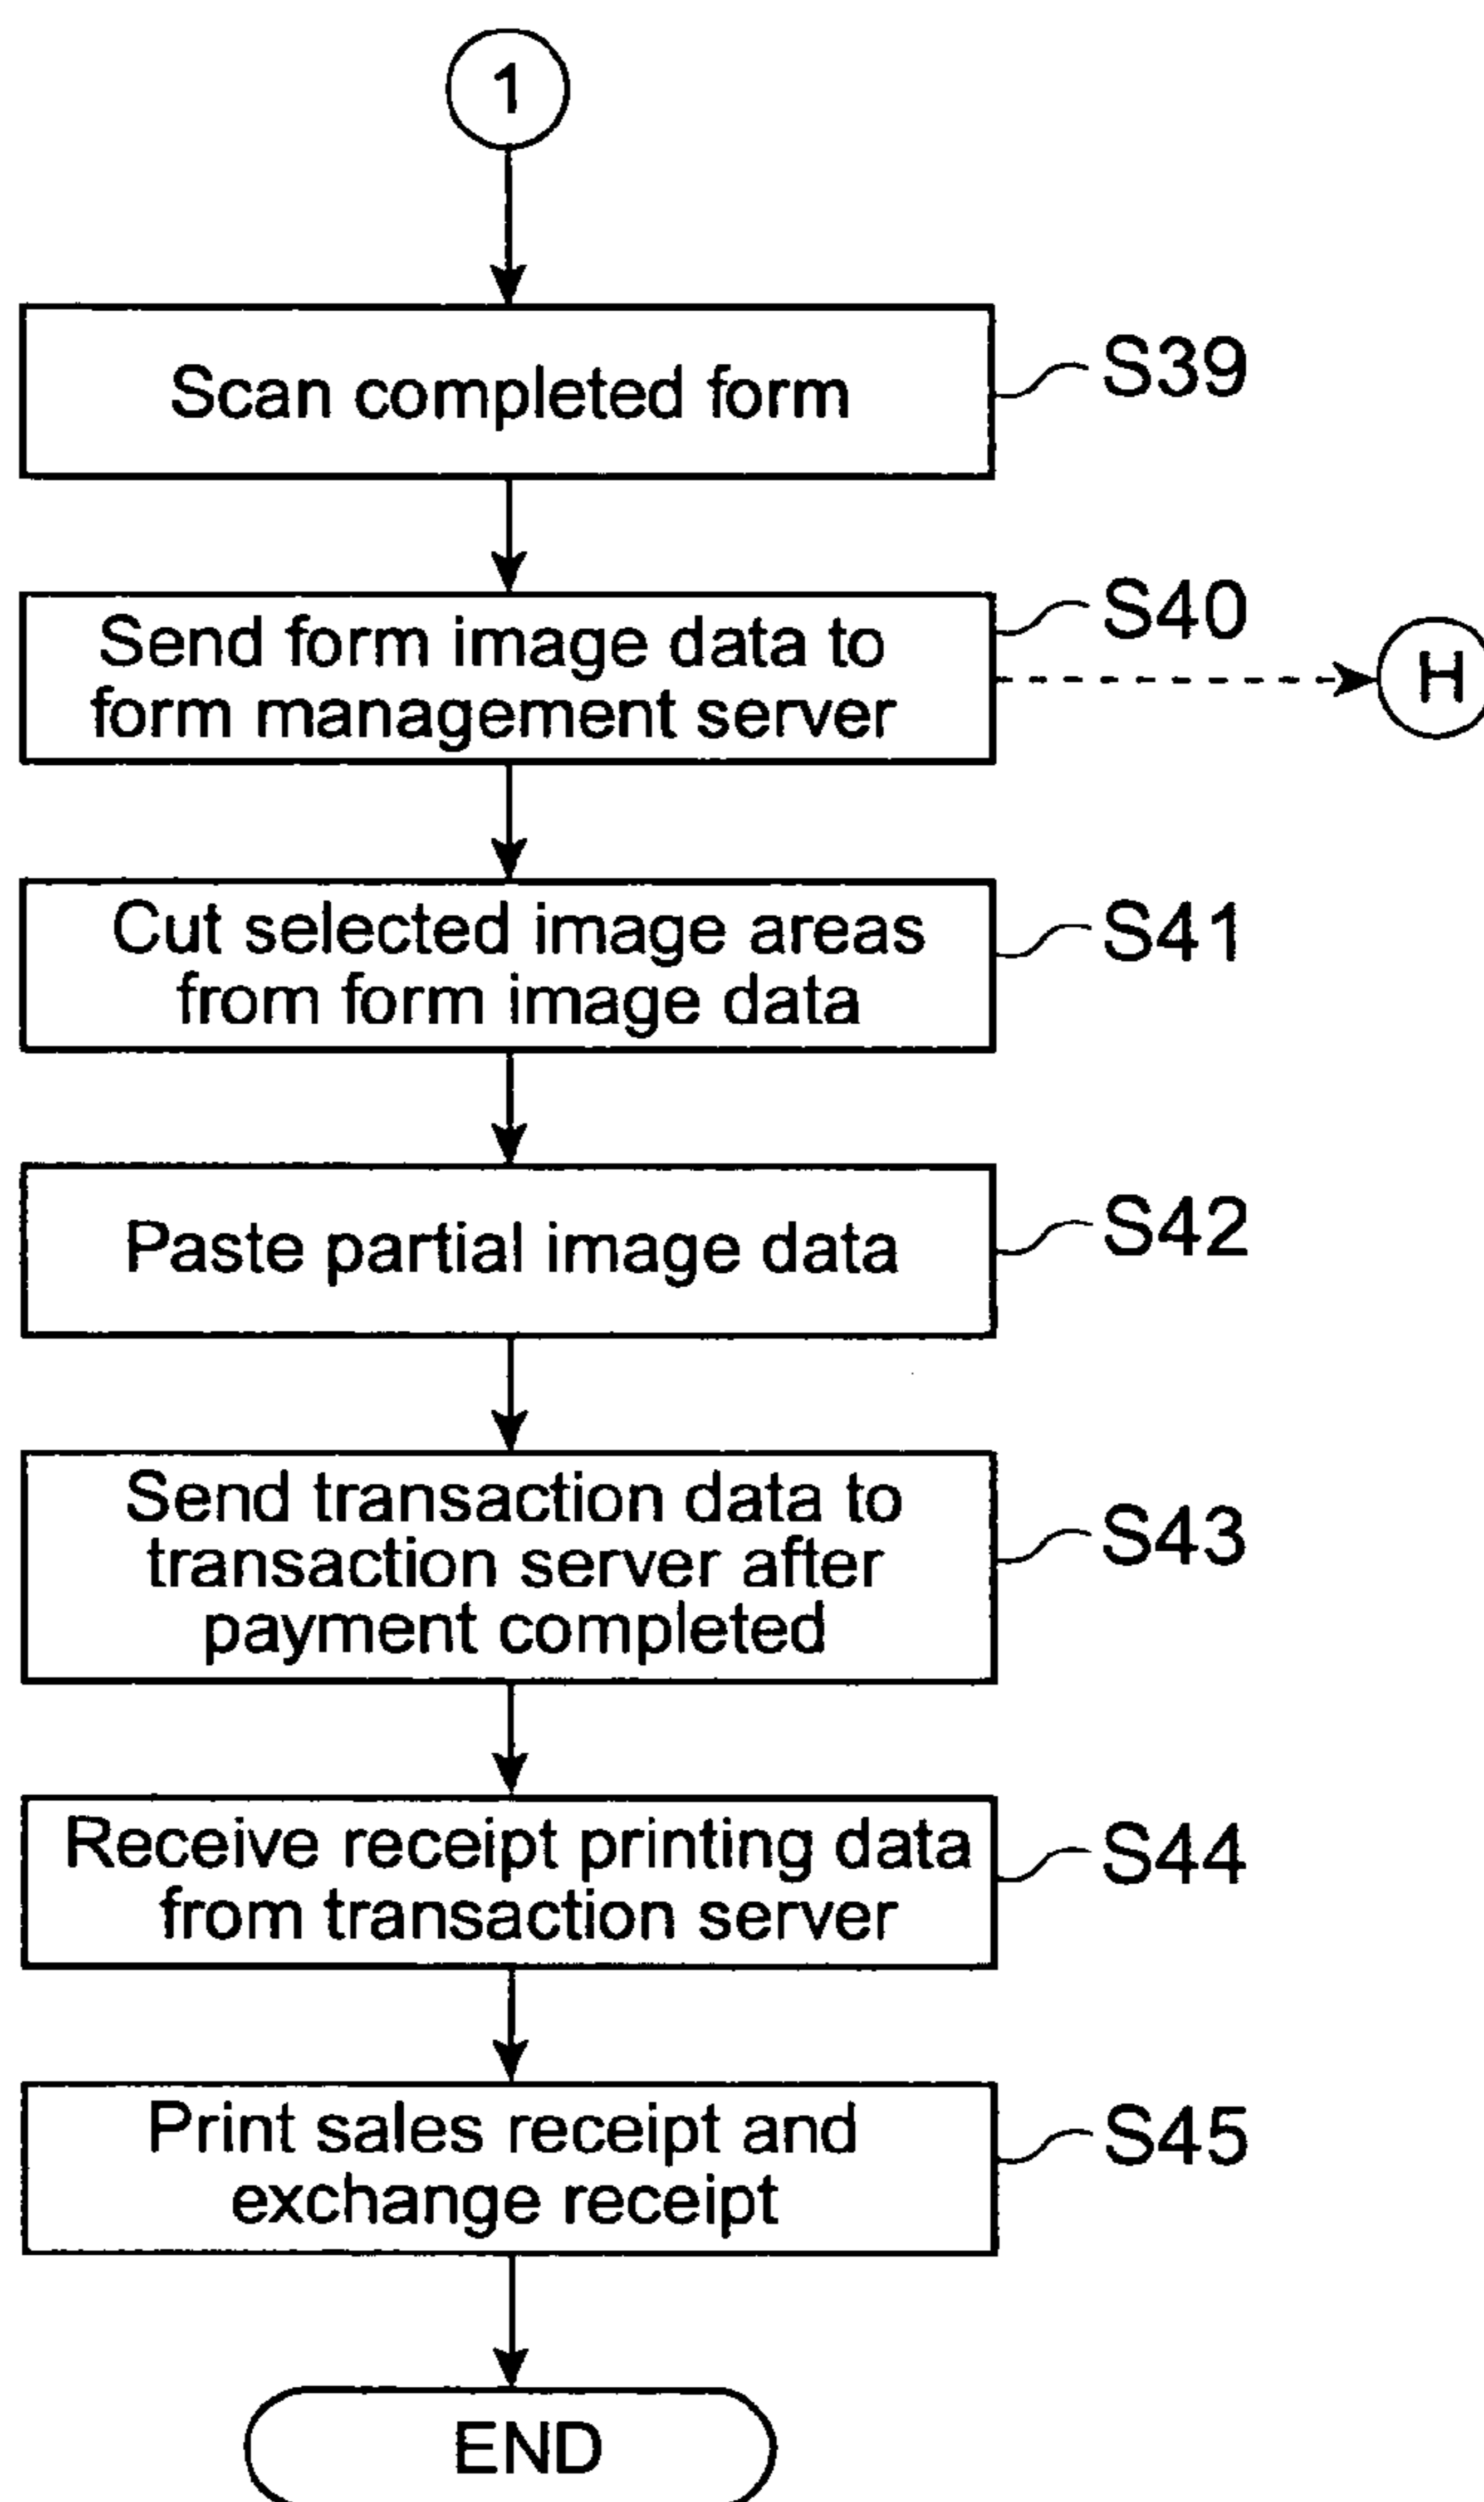 1
Scan completed form
S39
Send form image data to
form management server
S40
H
Cut selected image areas
from form image data
S41
Paste partial image data
S42
Send transaction data to
transaction server after
payment completed
S43
Receive receipt printing data
from transaction server
S44
Print sales receipt and
exchange receipt
S45
END